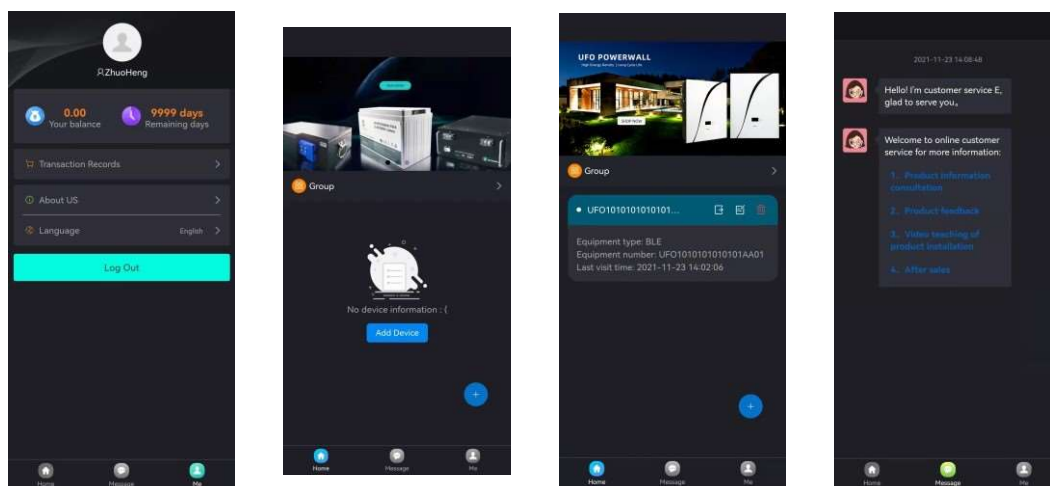 ZhuoHeng
0.00
Your balance
9999 days
Remaining days
Transaction Records
About US
Language
English
Log Out
Home
Message
Me
Group
No device information : (
Add Device
+
Home
Message
Me
UFO POWERWALL
SHOP NOW
Group
UFO1010101010101...
Equipment type: BLE
Equipment number: UFO1010101010101AA01
Last visit time: 2021-11-23 14:02:06
+
Home
Message
Me
2021-11-23 14:08:48
Hello! I'm customer service E,
glad to serve you。
Welcome to online customer
service for more information:
1、Product information
consultation
2、Product feedback
3、Video teaching of
product installation
4、After sales
Home
Message
Me